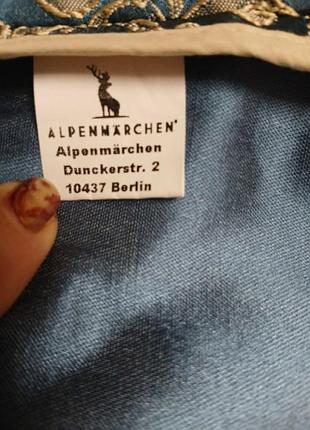 ALPENMÄRCHEN
Alpenmärchen
Dunckerstr. 2
10437 Berlin